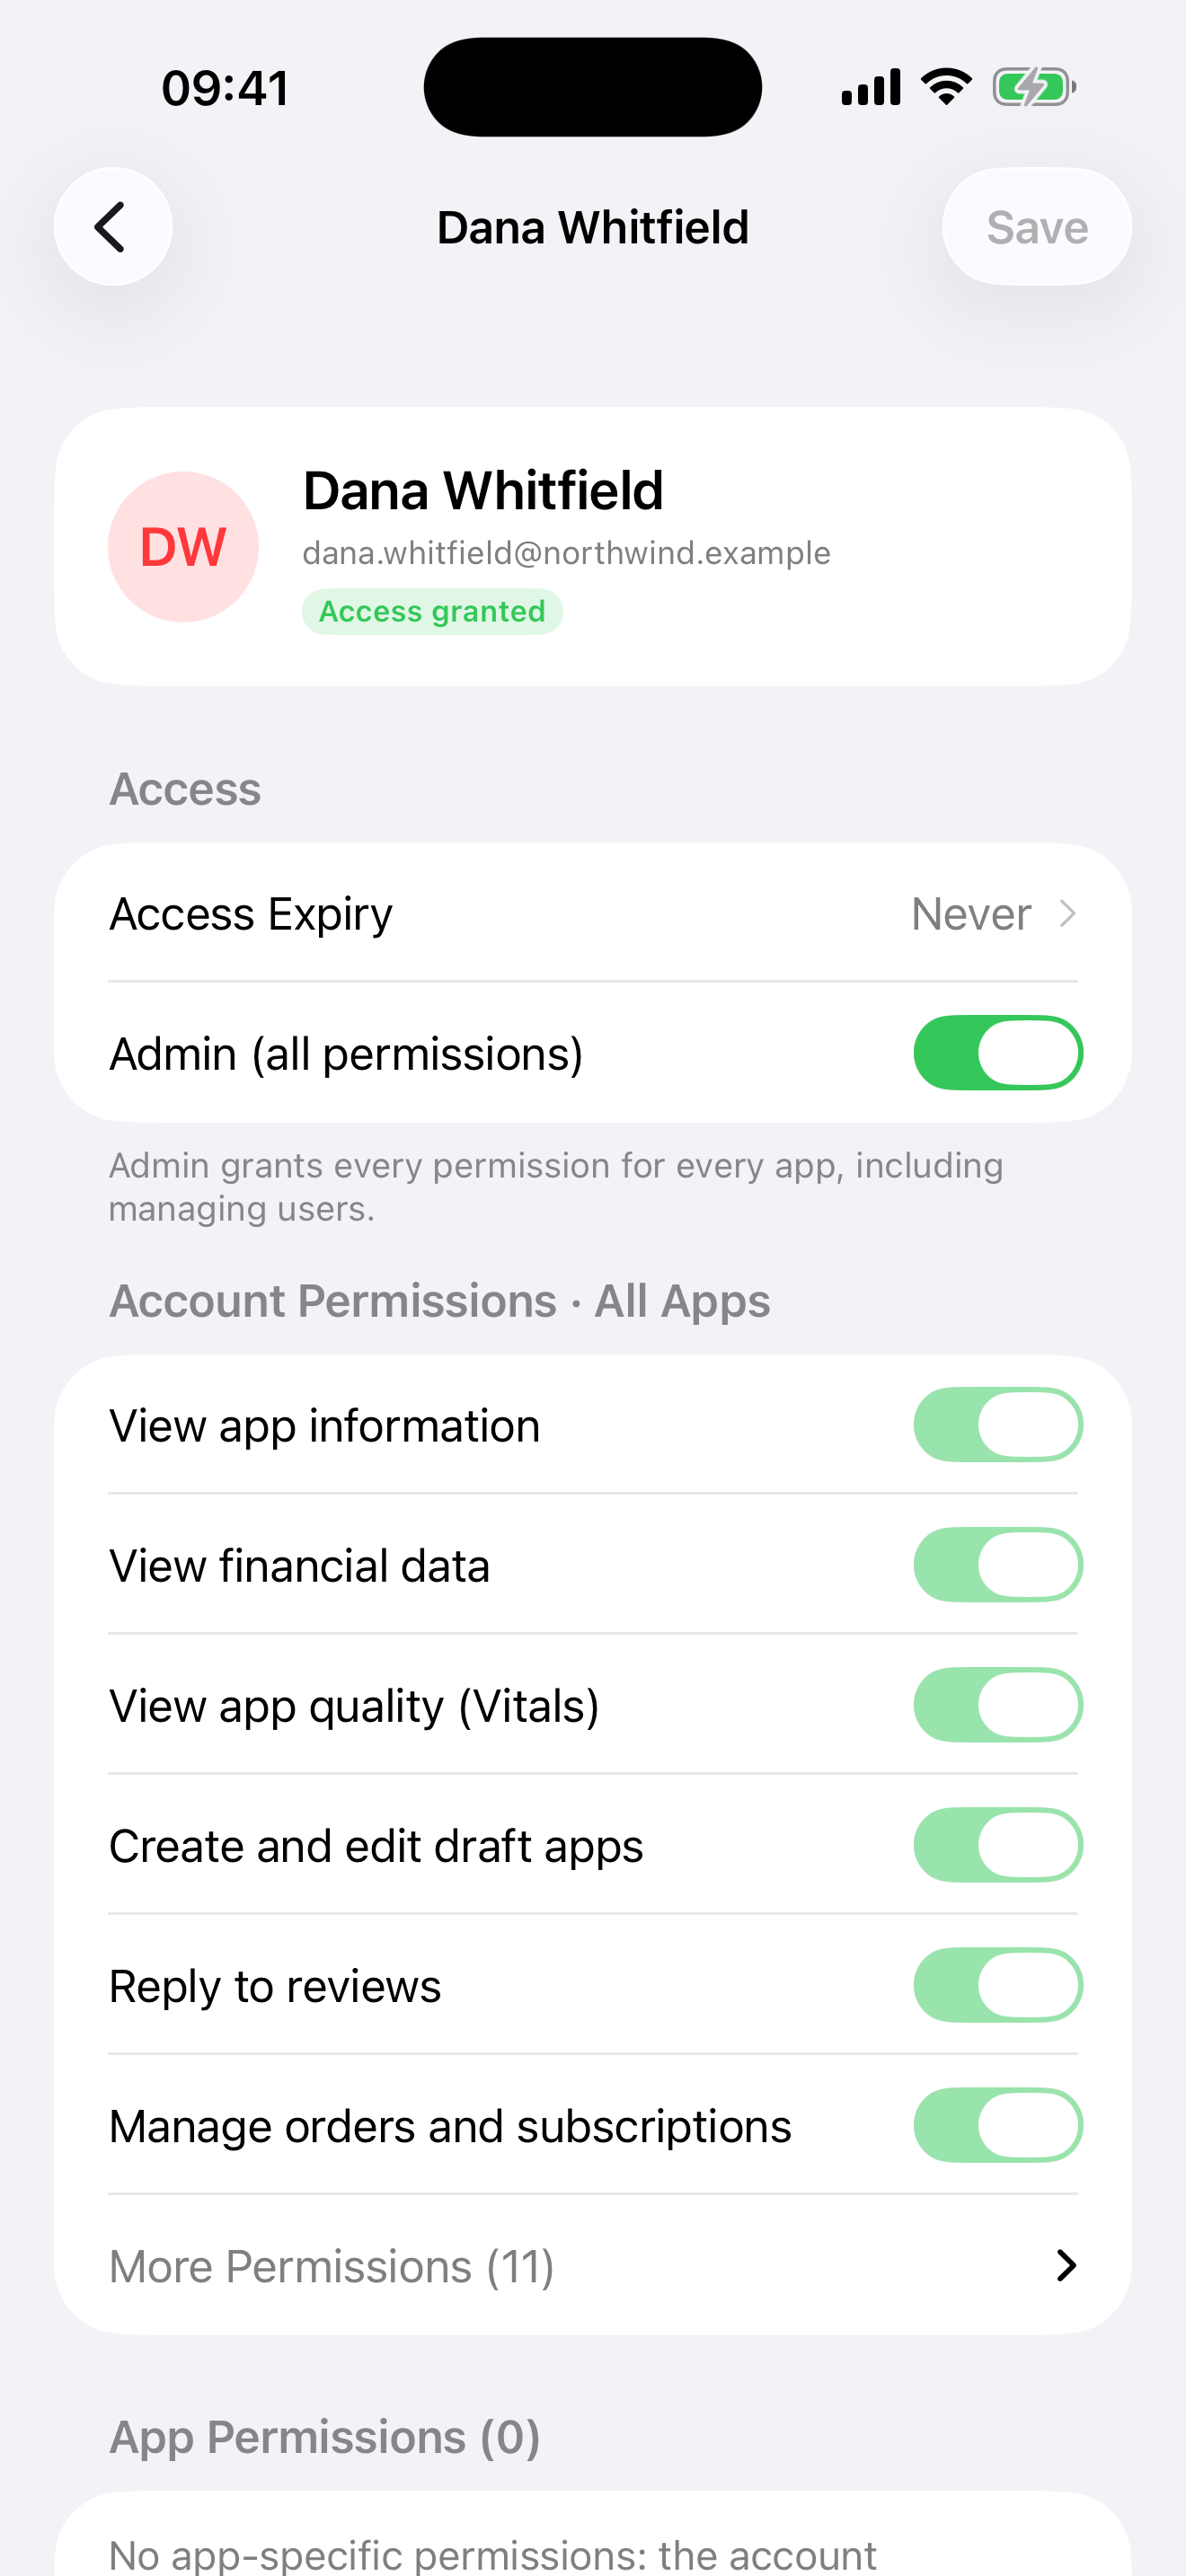 09:41
Dana Whitfield
Save
DW
Dana Whitfield
dana.whitfield@northwind.example
Access granted
Access
Access Expiry
Never
Admin (all permissions)
Admin grants every permission for every app, including
managing users.
Account Permissions · All Apps
View app information
View financial data
View app quality (Vitals)
Create and edit draft apps
Reply to reviews
Manage orders and subscriptions
More Permissions (11)
App Permissions (0)
No app-specific permissions: the account